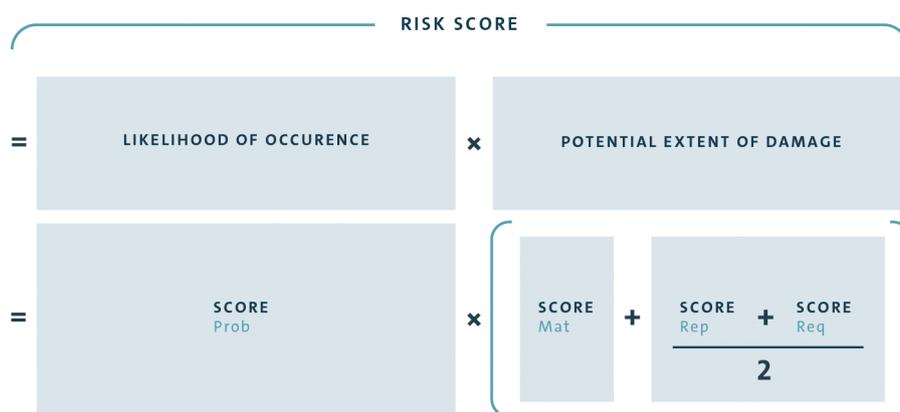 RISK SCORE
= LIKELIHOOD OF OCCURENCE × POTENTIAL EXTENT OF DAMAGE
= SCORE Prob × ( SCORE Mat + SCORE Rep + SCORE Req
2